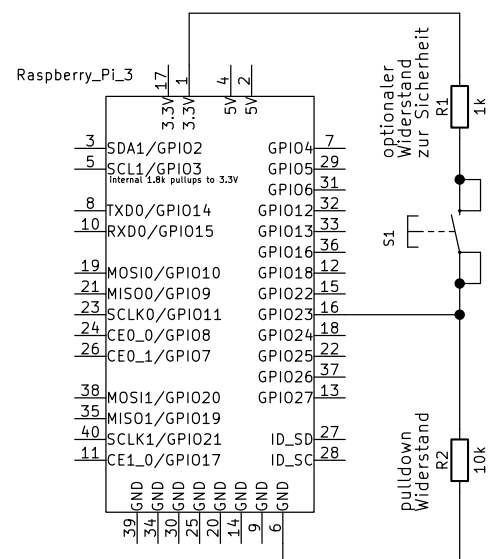 Raspberry_Pi_3
17
1
4
2
3.3V
3.3V
5V
5V
3 SDA1/GPIO2
5 SCL1/GPIO3
Internal 1.8k pullups to 3.3V
8 TXD0/GPIO14
10 RXD0/GPIO15
19 MOSI0/GPIO10
21 MISO0/GPIO9
23 SCLK0/GPIO11
24 CE0_0/GPIO8
26 CE0_1/GPIO7
38 MOSI1/GPIO20
35 MISO1/GPIO19
40 SCLK1/GPIO21
11 CE1_0/GPIO17
GPIO4 7
GPIO5 29
GPIO6 31
GPIO12 32
GPIO13 33
GPIO16 36
GPIO18 12
GPIO22 15
GPIO23 16
GPIO24 18
GPIO25 22
GPIO26 37
GPIO27 13
ID_SD 27
ID_SC 28
GND
GND
GND
GND
GND
GND
GND
GND
39
34
30
25
20
14
9
6
optionaler
Widerstand
zur Sicherheit
R1
1k
S1
pulldown
Widerstand
R2
10k